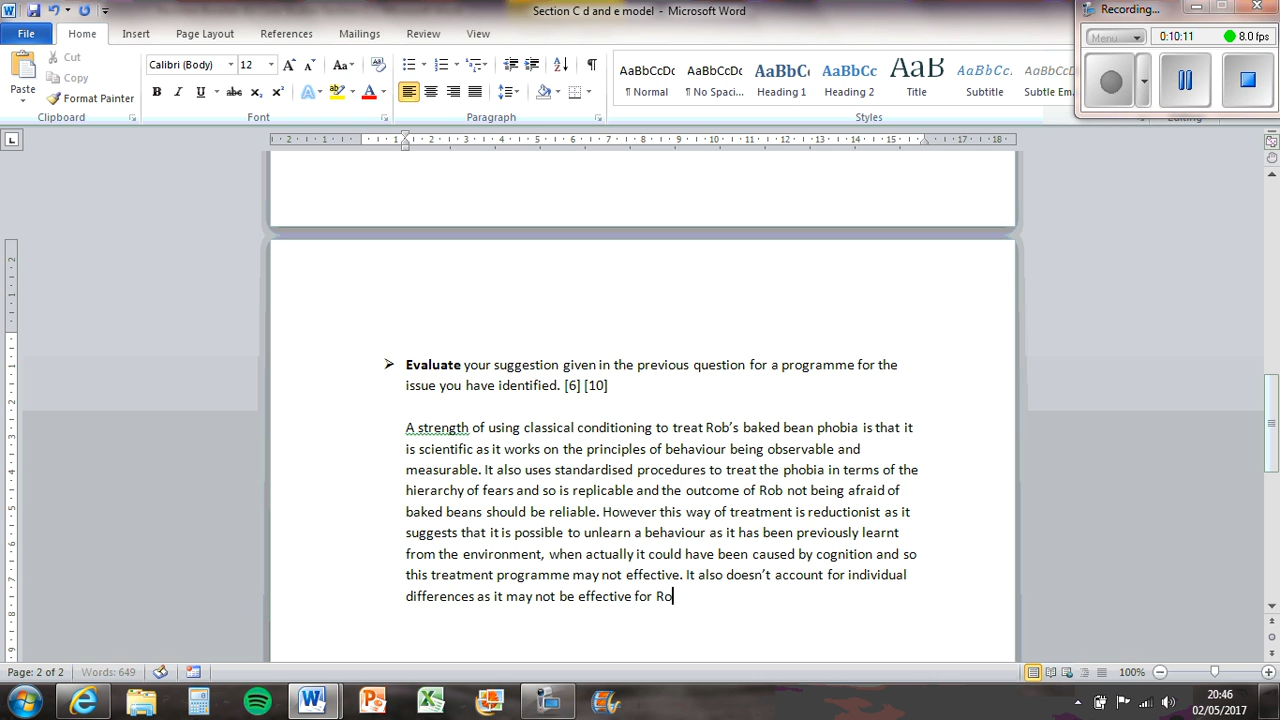 Section C d and e model - Microsoft Word
Recording...
File Home Insert Page Layout References Mailings Review View
Menu 0:10:11 8.0 fps
Paste
Cut
Copy
Format Painter
Calibri (Body) 12
AaBbCcDc AaBbCcDc AaBbCc AaBbCc AaB AaBbCc. AaBbCcDc
¶ Normal ¶ No Spaci... Heading 1 Heading 2 Title Subtitle Subtle Em...
Clipboard Font Paragraph Styles Editing
Evaluate your suggestion given in the previous question for a programme for the
issue you have identified. [6] [10]
A strength of using classical conditioning to treat Rob’s baked bean phobia is that it
is scientific as it works on the principles of behaviour being observable and
measurable. It also uses standardised procedures to treat the phobia in terms of the
hierarchy of fears and so is replicable and the outcome of Rob not being afraid of
baked beans should be reliable. However this way of treatment is reductionist as it
suggests that it is possible to unlearn a behaviour as it has been previously learnt
from the environment, when actually it could have been caused by cognition and so
this treatment programme may not effective. It also doesn’t account for individual
differences as it may not be effective for Ro
Page: 2 of 2 Words: 649 100%
20:46
02/05/2017